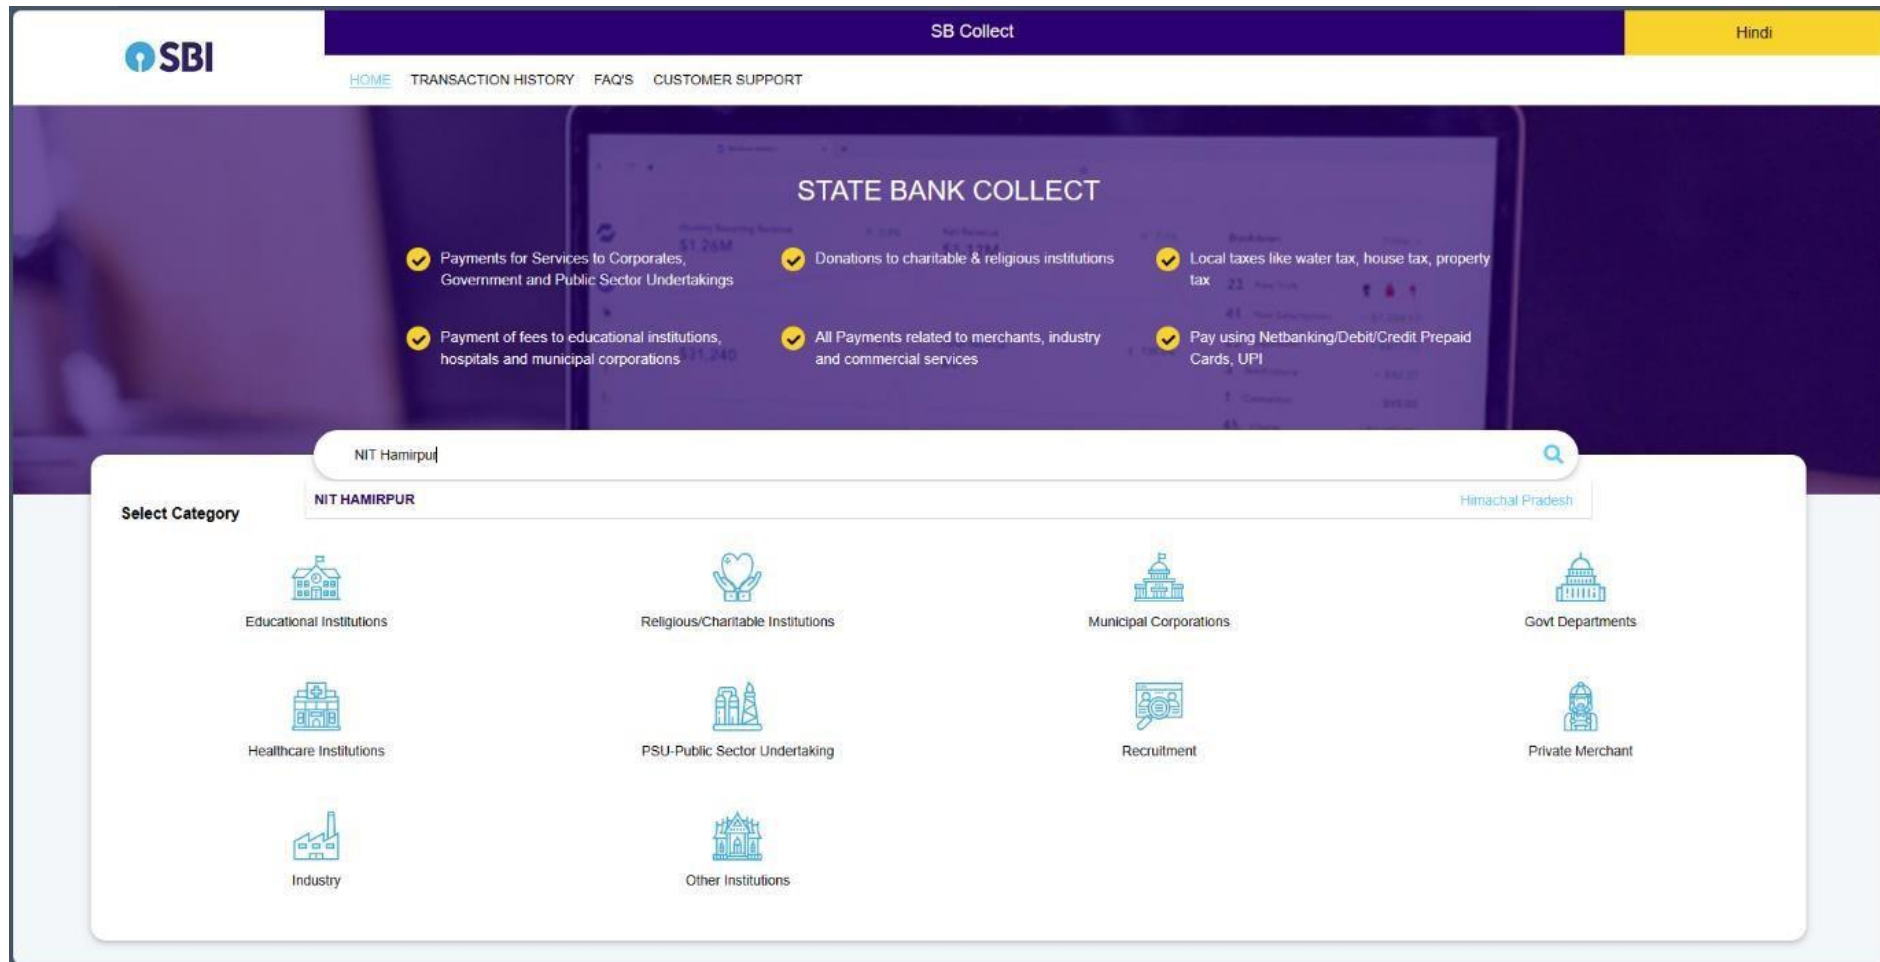 SBI
SB Collect
Hindi
HOME TRANSACTION HISTORY FAQ'S CUSTOMER SUPPORT
STATE BANK COLLECT
Payments for Services to Corporates,
Government and Public Sector Undertakings
Donations to charitable & religious institutions
Local taxes like water tax, house tax, property
tax
Payment of fees to educational institutions,
hospitals and municipal corporations
All Payments related to merchants, industry
and commercial services
Pay using Netbanking/Debit/Credit Prepaid
Cards, UPI
$1.26M
$31,240
NIT Hamirpur
NIT HAMIRPUR Himachal Pradesh
Select Category
Educational Institutions
Religious/Charitable Institutions
Municipal Corporations
Govt Departments
Healthcare Institutions
PSU-Public Sector Undertaking
Recruitment
Private Merchant
Industry
Other Institutions